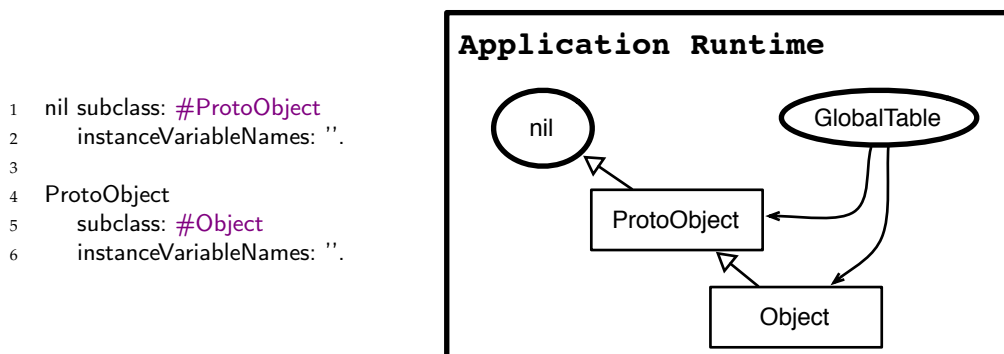 1 nil subclass: #ProtoObject
2 instanceVariableNames: ''.
3
4 ProtoObject
5 subclass: #Object
6 instanceVariableNames: ''.
Application Runtime
nil
GlobalTable
ProtoObject
Object